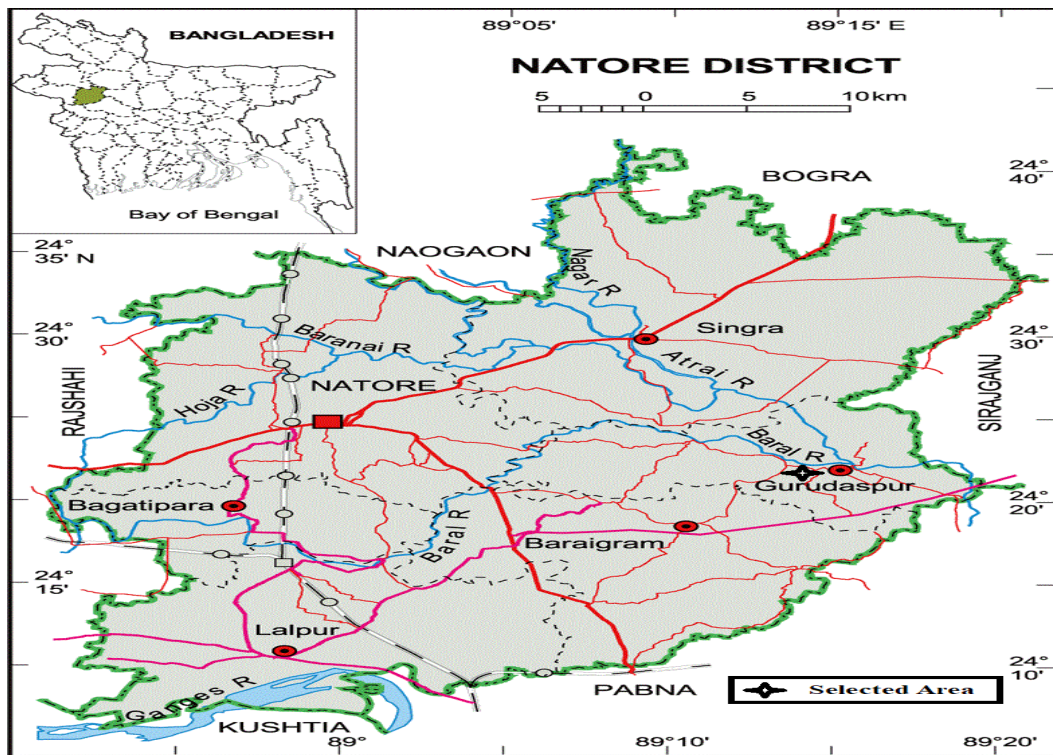 89°05'
89°15' E
BANGLADESH
Bay of Bengal
NATORE DISTRICT
5 0 5 10 km
24° 40'
BOGRA
24° 35' N
NAOGAON
Nagar R
24° 30'
Singra
Baranai R
Atrai R
30'
NATORE
RAJSHAHI
Hoja R
SIRAJGANJ
Baral R
Gurudaspur
Bagatipara
24° 20'
Baral R
Baraigram
24° 15'
Lalpur
24° 10'
PABNA
Selected Area
Ganges R
KUSHTIA
89°
89°10'
89°20'